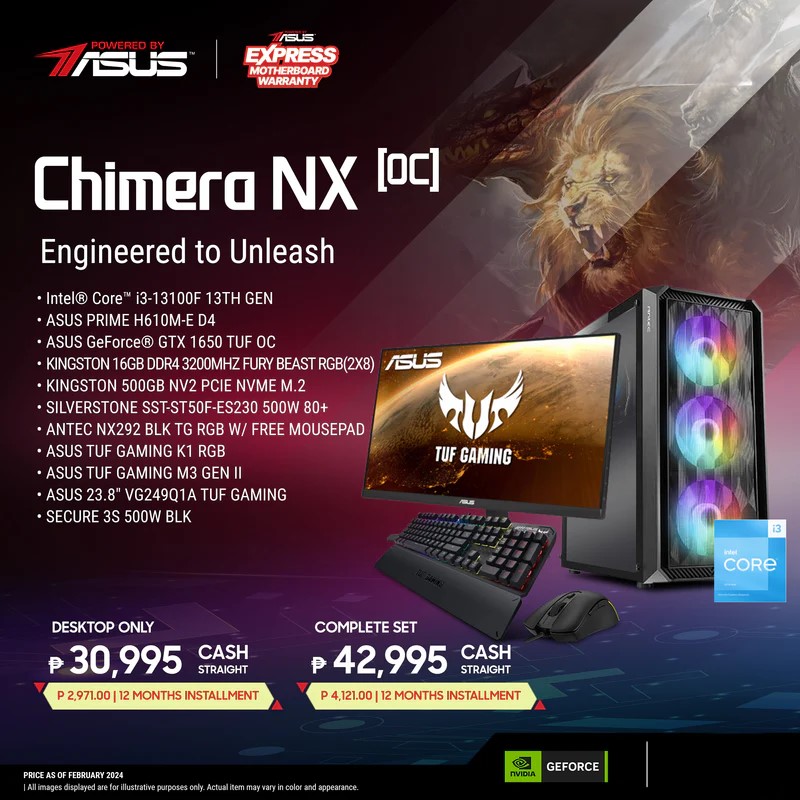 POWERED BY
ASUS™
POWERED BY
ASUS
EXPRESS
MOTHERBOARD
WARRANTY
Chimera NX [OC]
Engineered to Unleash
• Intel® Core™ i3-13100F 13TH GEN
• ASUS PRIME H610M-E D4
• ASUS GeForce® GTX 1650 TUF OC
• KINGSTON 16GB DDR4 3200MHZ FURY BEAST RGB(2X8)
• KINGSTON 500GB NV2 PCIE NVME M.2
• SILVERSTONE SST-ST50F-ES230 500W 80+
• ANTEC NX292 BLK TG RGB W/ FREE MOUSEPAD
• ASUS TUF GAMING K1 RGB
• ASUS TUF GAMING M3 GEN II
• ASUS 23.8" VG249Q1A TUF GAMING
• SECURE 3S 500W BLK
ASUS
TUF GAMING
ASUS
ANTEC
i3
intel
CORE
DESKTOP ONLY
₱ 30,995 CASH STRAIGHT
P 2,971.00 | 12 MONTHS INSTALLMENT
COMPLETE SET
₱ 42,995 CASH STRAIGHT
P 4,121.00 | 12 MONTHS INSTALLMENT
NVIDIA
GEFORCE
PRICE AS OF FEBRUARY 2024
| All images displayed are for illustrative purposes only. Actual item may vary in color and appearance.